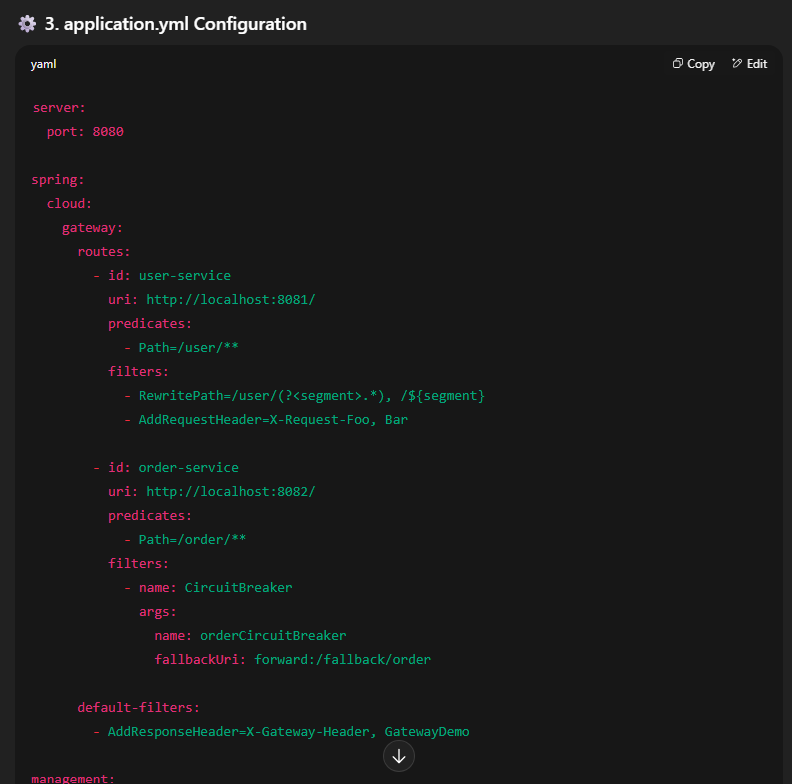 3. application.yml Configuration
yaml
Copy
Edit
server:
  port: 8080

spring:
  cloud:
    gateway:
      routes:
        - id: user-service
          uri: http://localhost:8081/
          predicates:
            - Path=/user/**
          filters:
            - RewritePath=/user/(?<segment>.*), /${segment}
            - AddRequestHeader=X-Request-Foo, Bar

        - id: order-service
          uri: http://localhost:8082/
          predicates:
            - Path=/order/**
          filters:
            - name: CircuitBreaker
              args:
                name: orderCircuitBreaker
                fallbackUri: forward:/fallback/order

      default-filters:
        - AddResponseHeader=X-Gateway-Header, GatewayDemo

management: